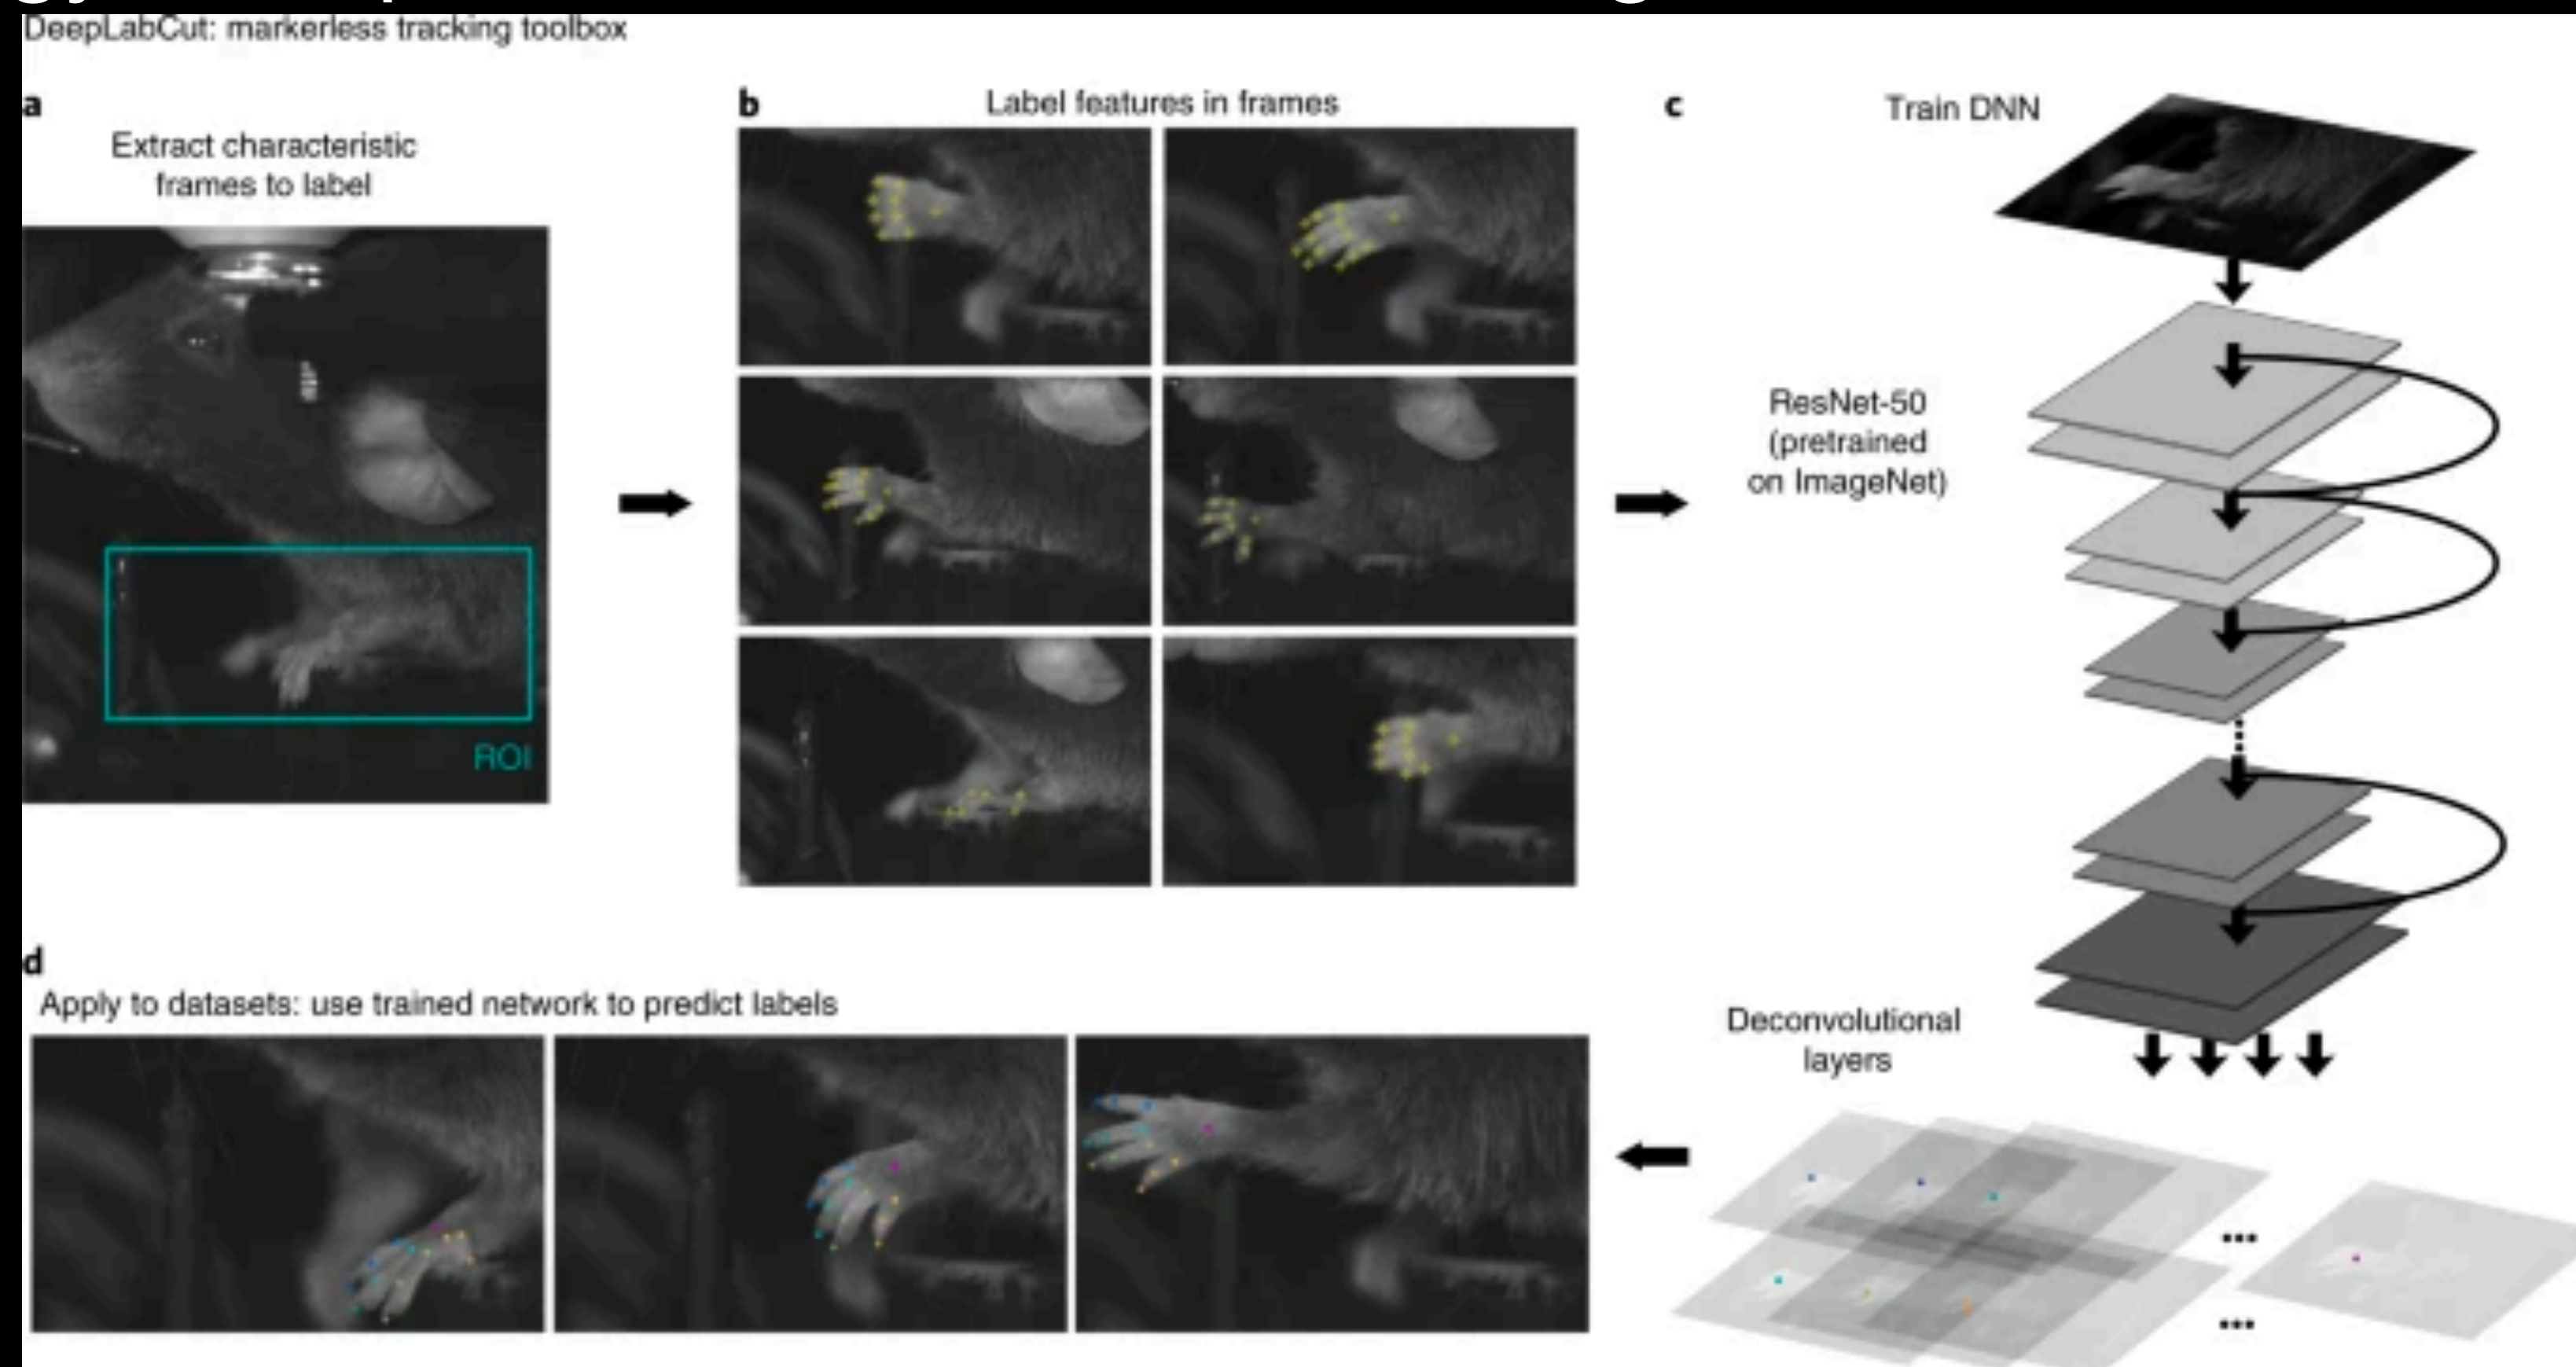 DeepLabCut: markerless tracking toolbox
a
Extract characteristic
frames to label
ROI
b
Label features in frames
c
Train DNN
ResNet-50
(pretrained
on ImageNet)
Deconvolutional
layers
...
...
d
Apply to datasets: use trained network to predict labels